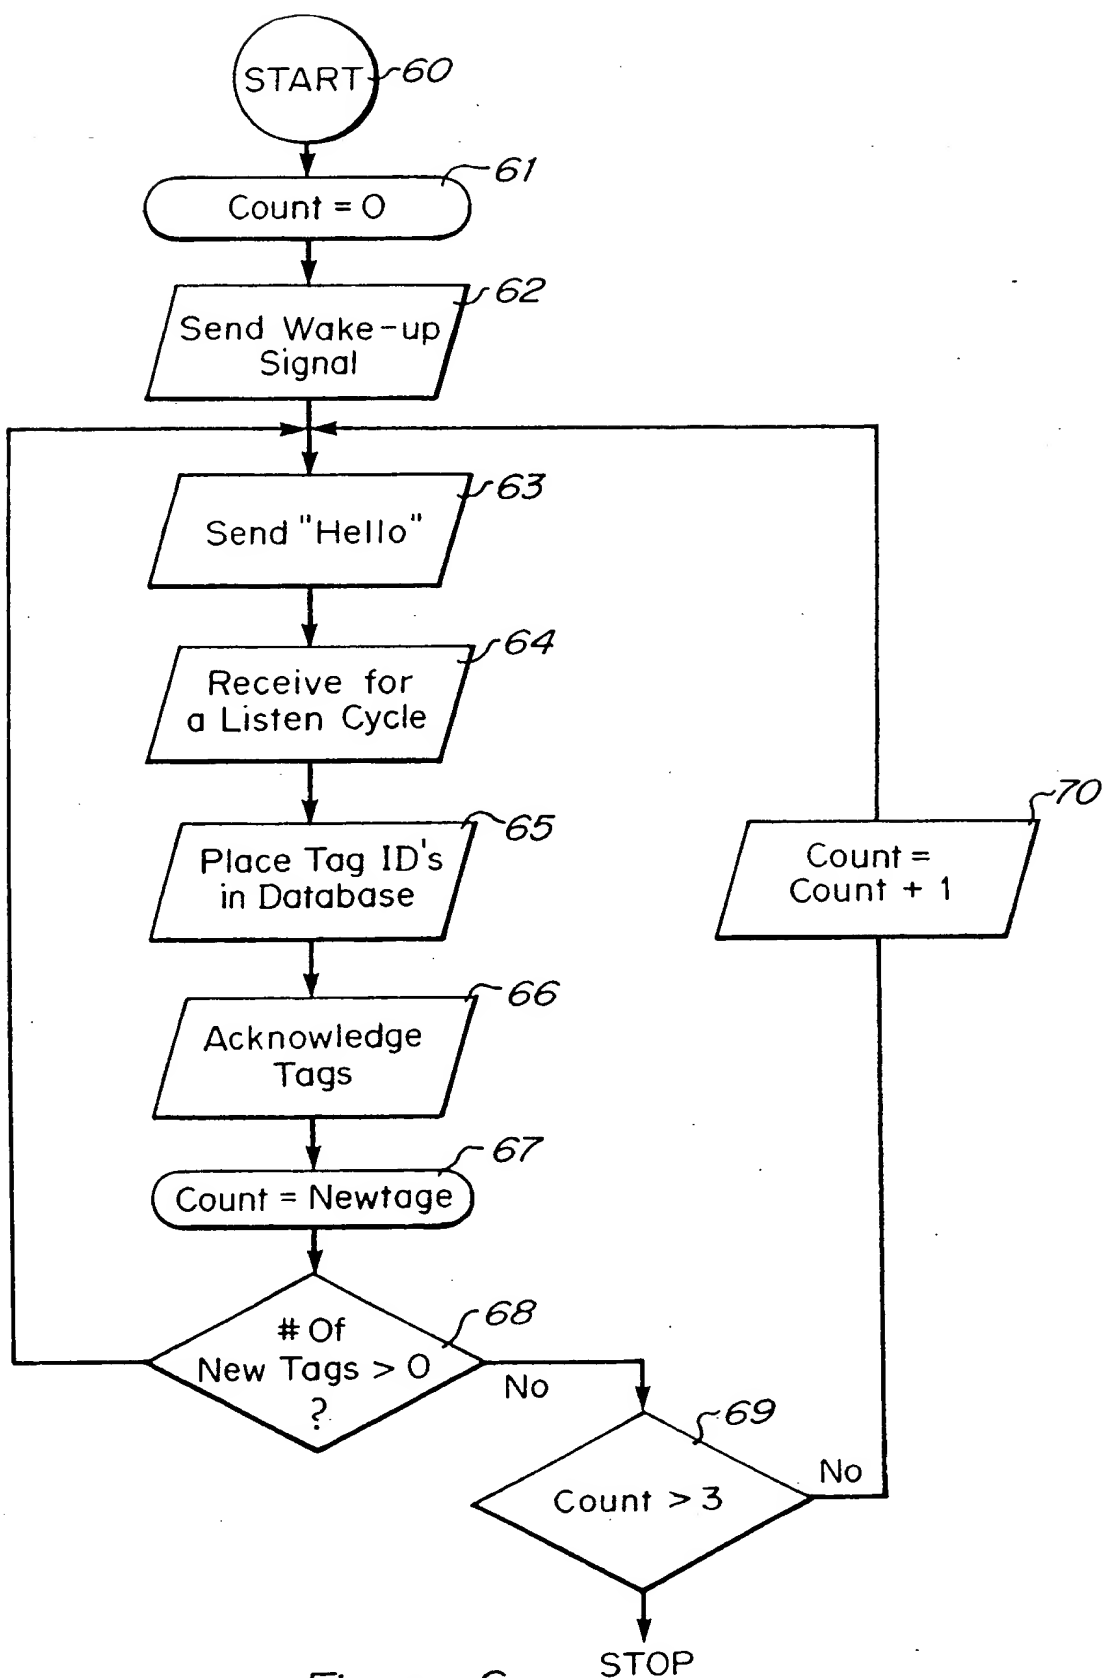 START
60
61
Count = 0
62
Send Wake-up
Signal
63
Send "Hello"
64
Receive for
a Listen Cycle
65
Place Tag ID's
in Database
66
Acknowledge
Tags
67
Count = Newtage
68
# Of
New Tags > 0
?
No
69
Count > 3
No
70
Count =
Count + 1
STOP